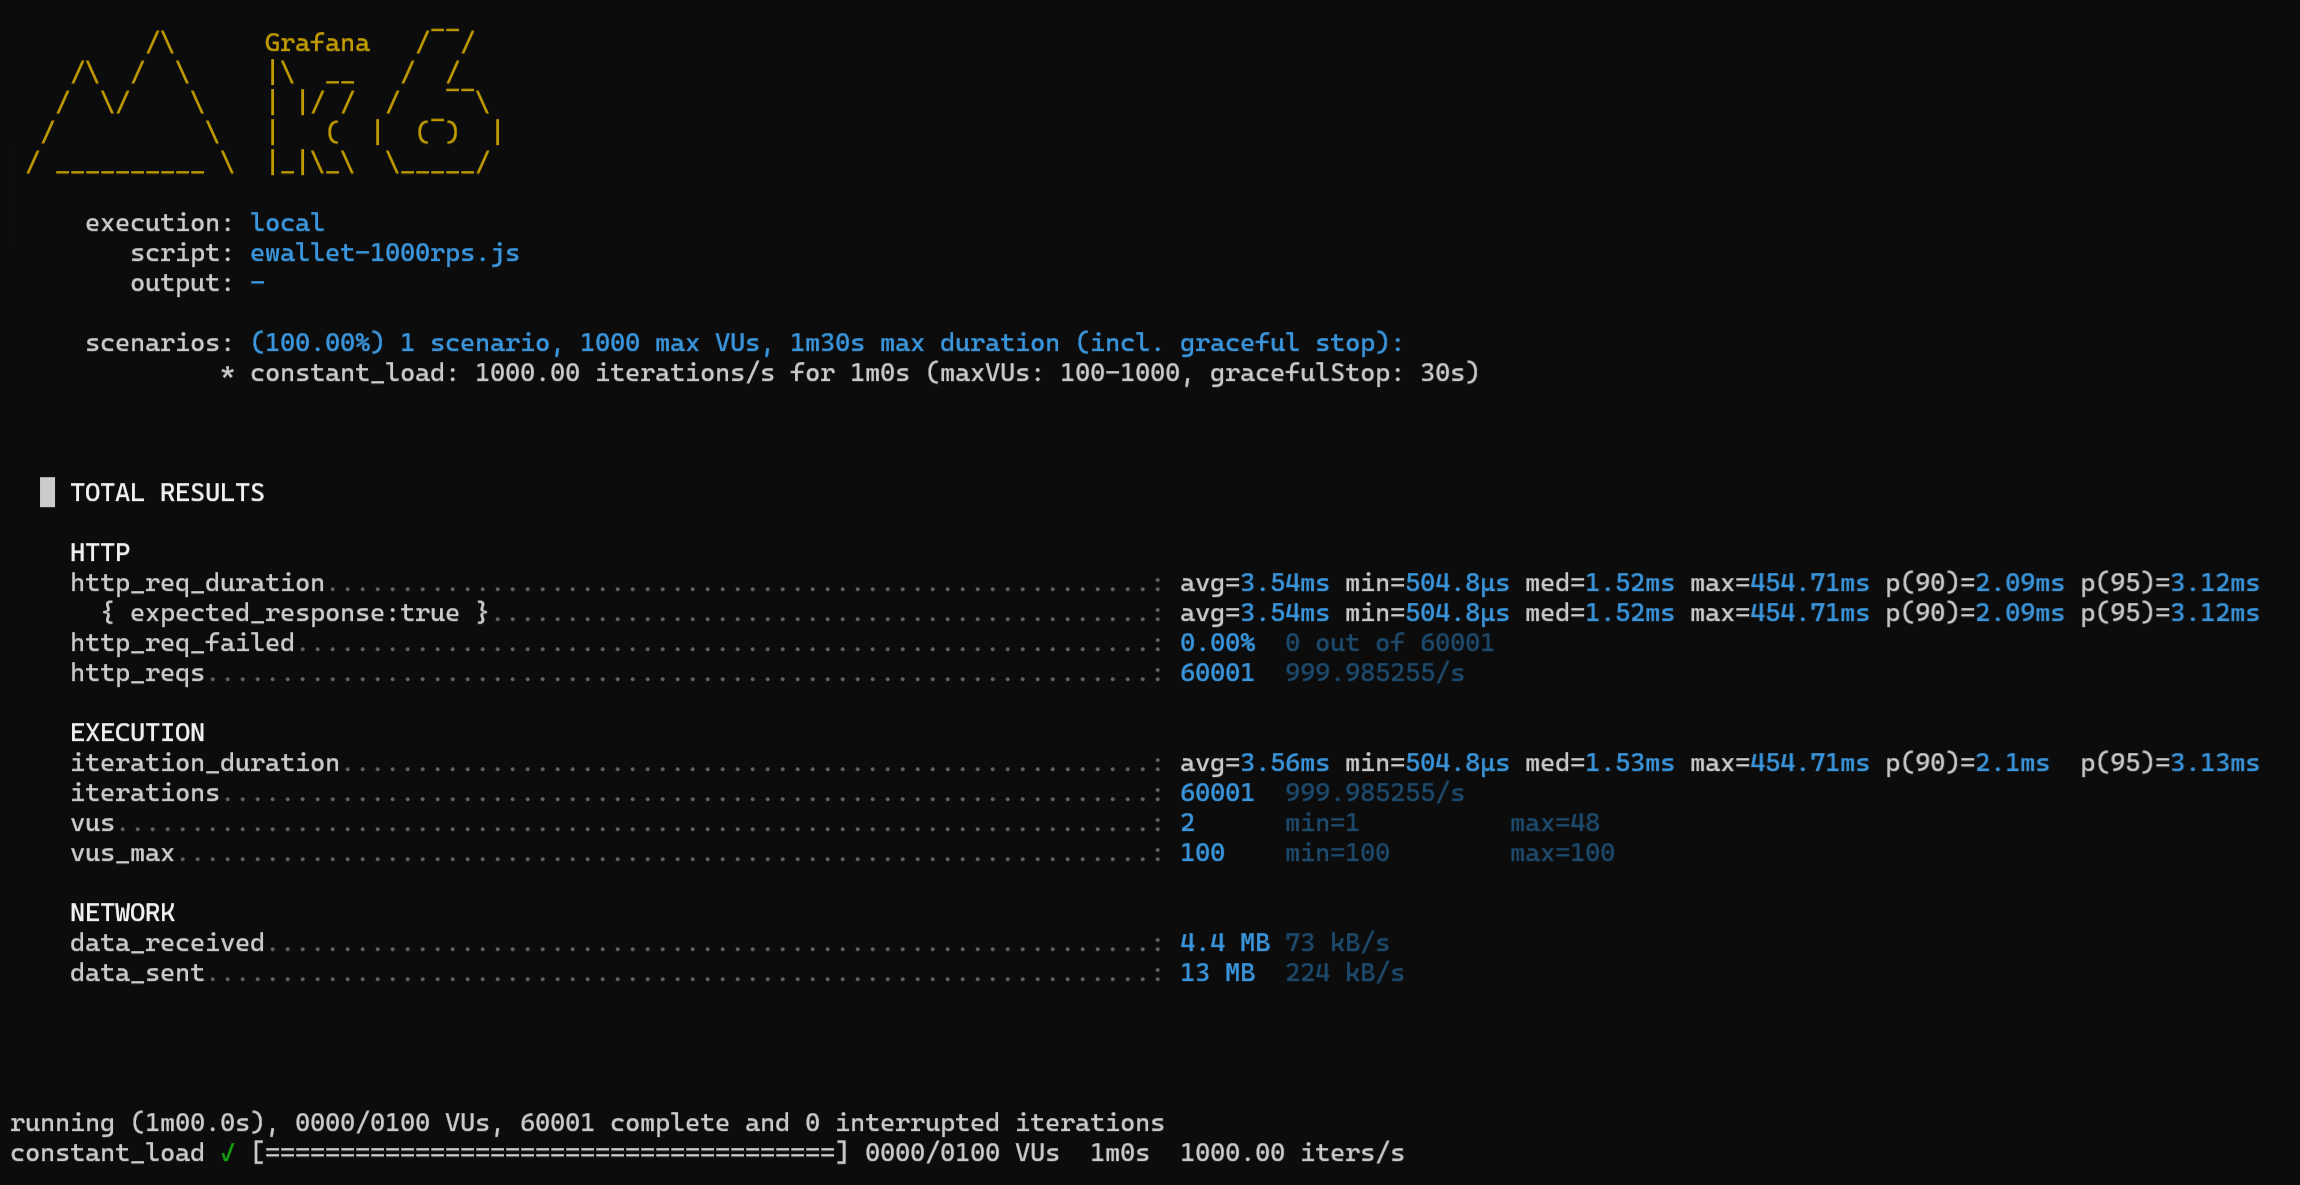 Grafana
execution: local
script: ewallet-1000rps.js
output: -
scenarios: (100.00%) 1 scenario, 1000 max VUs, 1m30s max duration (incl. graceful stop):
* constant_load: 1000.00 iterations/s for 1m0s (maxVUs: 100-1000, gracefulStop: 30s)
█ TOTAL RESULTS
HTTP
http_req_duration.......................................................: avg=3.54ms min=504.8µs med=1.52ms max=454.71ms p(90)=2.09ms p(95)=3.12ms
{ expected_response:true }............................................: avg=3.54ms min=504.8µs med=1.52ms max=454.71ms p(90)=2.09ms p(95)=3.12ms
http_req_failed.........................................................: 0.00% 0 out of 60001
http_reqs...............................................................: 60001 999.985255/s
EXECUTION
iteration_duration......................................................: avg=3.56ms min=504.8µs med=1.53ms max=454.71ms p(90)=2.1ms p(95)=3.13ms
iterations..............................................................: 60001 999.985255/s
vus.....................................................................: 2 min=1 max=48
vus_max.................................................................: 100 min=100 max=100
NETWORK
data_received...........................................................: 4.4 MB 73 kB/s
data_sent...............................................................: 13 MB 224 kB/s
running (1m00.0s), 0000/0100 VUs, 60001 complete and 0 interrupted iterations
constant_load ✓ [======================================] 0000/0100 VUs 1m0s 1000.00 iters/s